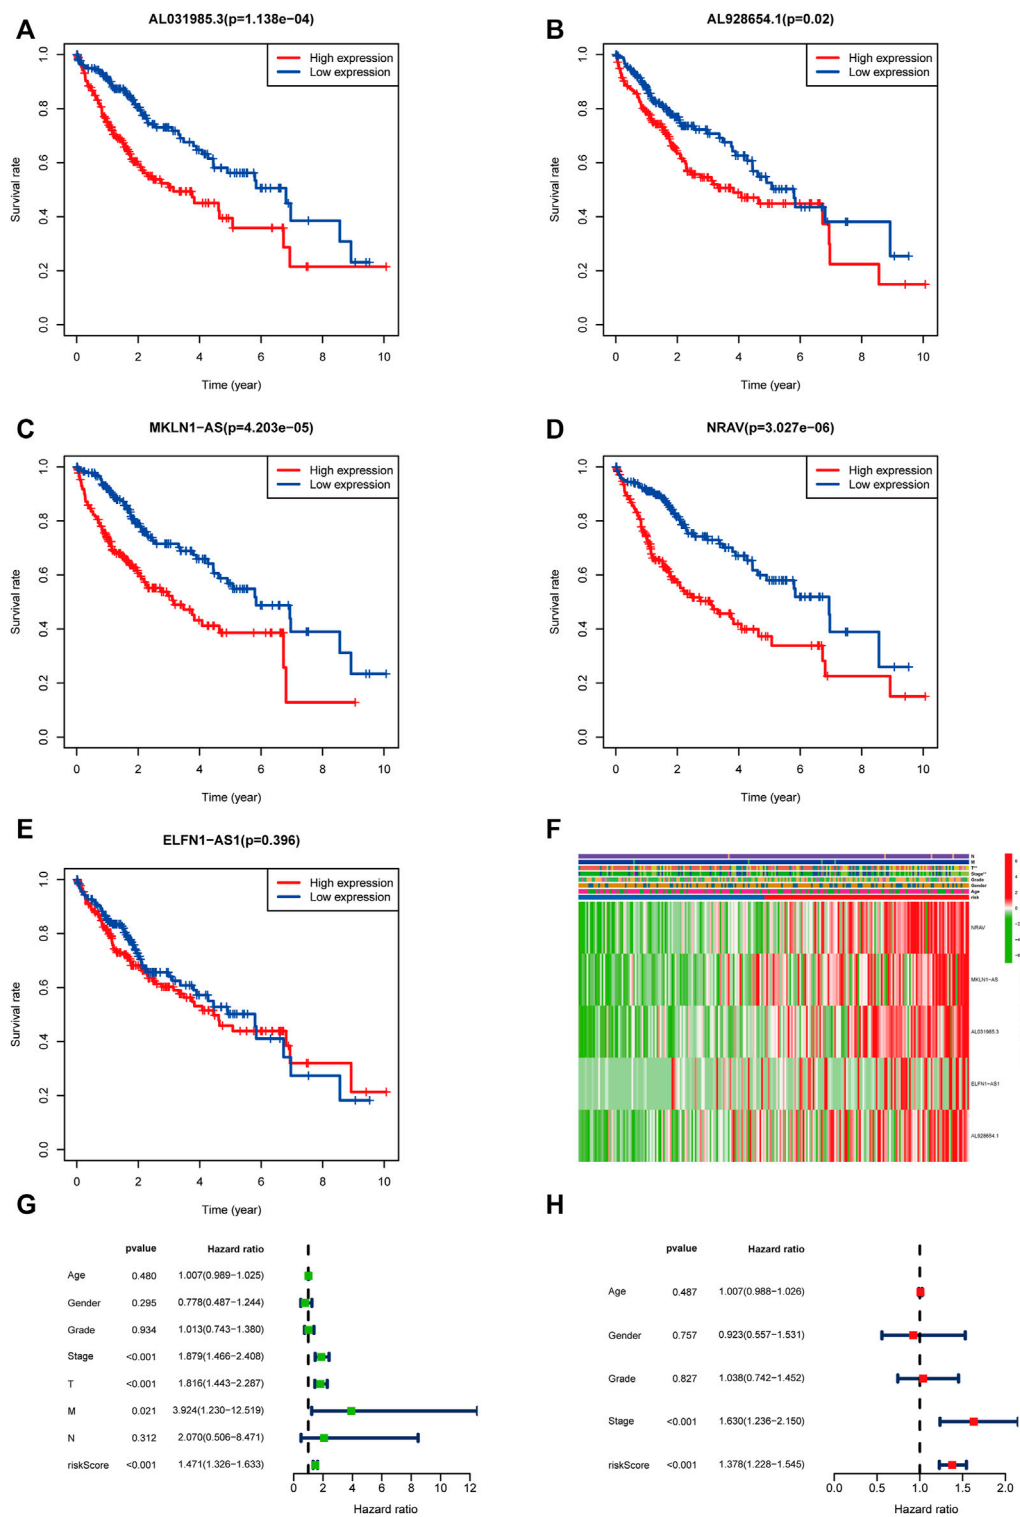 A
AL031985.3(p=1.138e−04)
High expression
Low expression
Survival rate
0.0 0.2 0.4 0.6 0.8 1.0
0 2 4 6 8 10
Time (year)
B
AL928654.1(p=0.02)
High expression
Low expression
Survival rate
0.0 0.2 0.4 0.6 0.8 1.0
0 2 4 6 8 10
Time (year)
C
MKLN1−AS(p=4.203e−05)
High expression
Low expression
Survival rate
0.0 0.2 0.4 0.6 0.8 1.0
0 2 4 6 8 10
Time (year)
D
NRAV(p=3.027e−06)
High expression
Low expression
Survival rate
0.0 0.2 0.4 0.6 0.8 1.0
0 2 4 6 8 10
Time (year)
E
ELFN1−AS1(p=0.396)
High expression
Low expression
Survival rate
0.0 0.2 0.4 0.6 0.8 1.0
0 2 4 6 8 10
Time (year)
F
N
M
T**
Stage**
Grade
Gender
Age
risk
NRAV
MKLN1−AS
AL031985.3
ELFN1−AS1
AL928654.1
G
pvalue Hazard ratio
Age 0.480 1.007(0.989−1.025)
Gender 0.295 0.778(0.487−1.244)
Grade 0.934 1.013(0.743−1.380)
Stage <0.001 1.879(1.466−2.408)
T <0.001 1.816(1.443−2.287)
M 0.021 3.924(1.230−12.519)
N 0.312 2.070(0.506−8.471)
riskScore <0.001 1.471(1.326−1.633)
0 2 4 6 8 10 12
Hazard ratio
H
pvalue Hazard ratio
Age 0.487 1.007(0.988−1.026)
Gender 0.757 0.923(0.557−1.531)
Grade 0.827 1.038(0.742−1.452)
Stage <0.001 1.630(1.236−2.150)
riskScore <0.001 1.378(1.228−1.545)
0.0 0.5 1.0 1.5 2.0
Hazard ratio